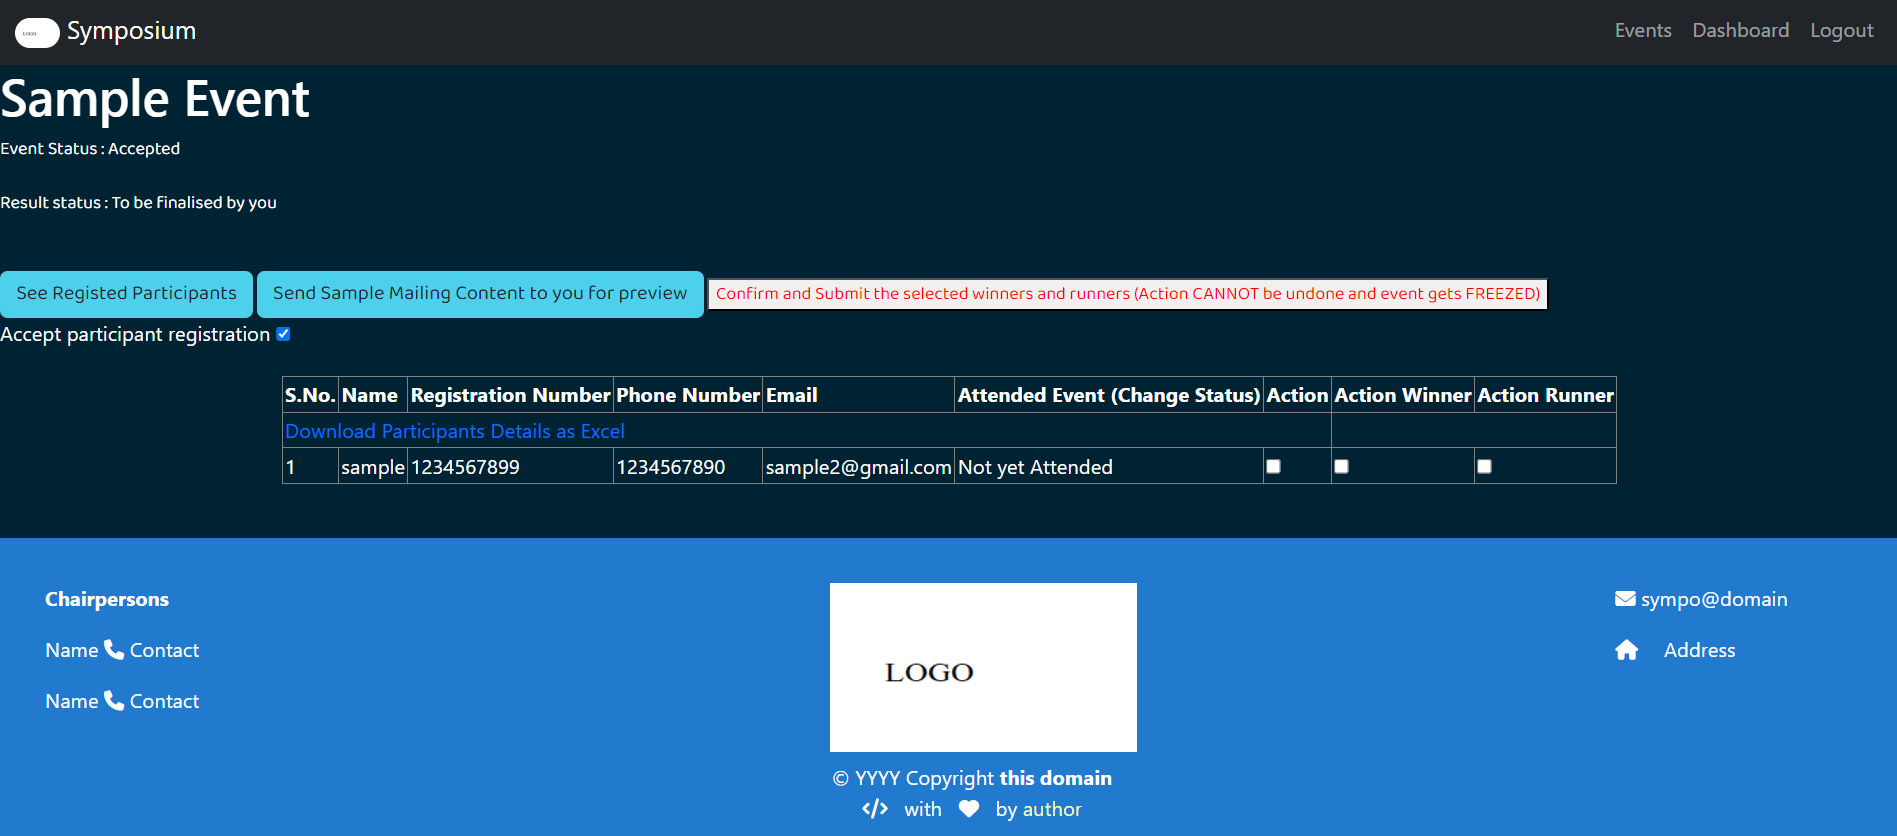 LOGO Symposium Events Dashboard Logout
Sample Event
Event Status : Accepted
Result status : To be finalised by you
See Registed Participants Send Sample Mailing Content to you for preview Confirm and Submit the selected winners and runners (Action CANNOT be undone and event gets FREEZED)
Accept participant registration
S.No. Name Registration Number Phone Number Email Attended Event (Change Status) Action Action Winner Action Runner
Download Participants Details as Excel
1 sample 1234567899 1234567890 sample2@gmail.com Not yet Attended
Chairpersons
Name Contact
Name Contact
LOGO
© YYYY Copyright this domain
</> with by author
sympo@domain
Address